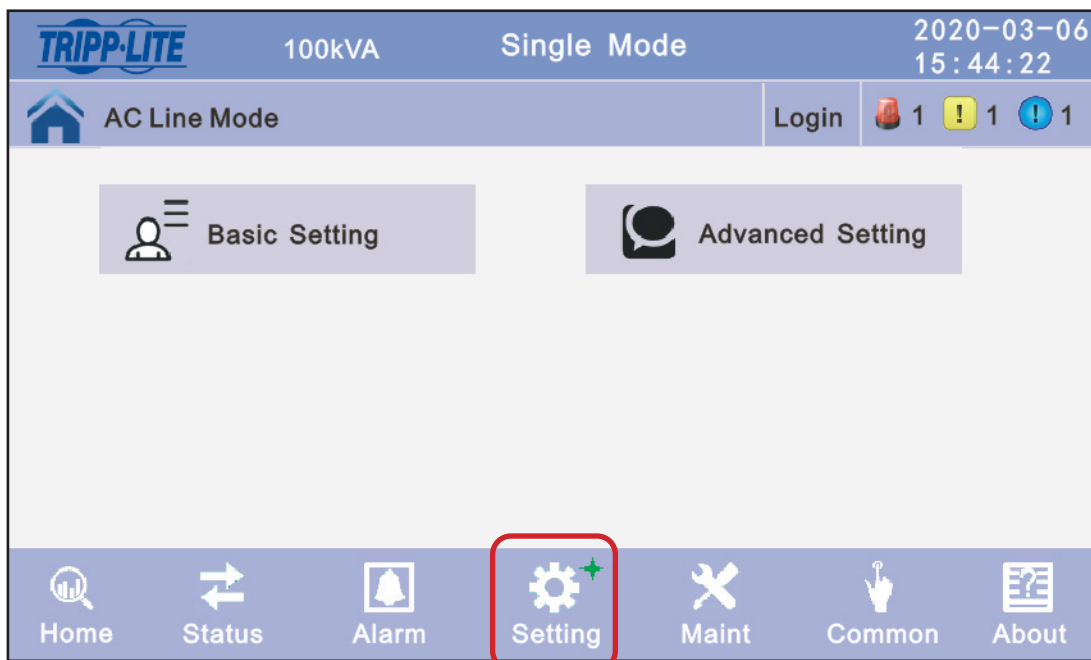 TRIPP·LITE 100kVA Single Mode 2020-03-06
15:44:22
AC Line Mode Login 1 ! 1 ! 1
Basic Setting Advanced Setting
Home Status Alarm Setting Maint Common About